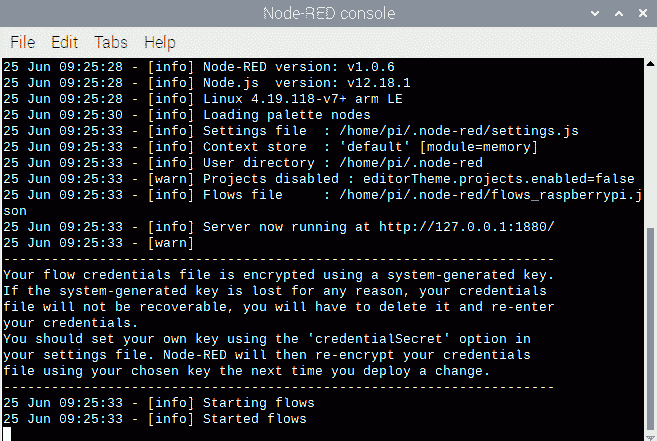 Node-RED console
File Edit Tabs Help
25 Jun 09:25:28 - [info] Node-RED version: v1.0.6
25 Jun 09:25:28 - [info] Node.js  version: v12.18.1
25 Jun 09:25:28 - [info] Linux 4.19.118-v7+ arm LE
25 Jun 09:25:30 - [info] Loading palette nodes
25 Jun 09:25:33 - [info] Settings file  : /home/pi/.node-red/settings.js
25 Jun 09:25:33 - [info] Context store  : 'default' [module=memory]
25 Jun 09:25:33 - [info] User directory : /home/pi/.node-red
25 Jun 09:25:33 - [warn] Projects disabled : editorTheme.projects.enabled=false
25 Jun 09:25:33 - [info] Flows file     : /home/pi/.node-red/flows_raspberrypi.j
son
25 Jun 09:25:33 - [info] Server now running at http://127.0.0.1:1880/
25 Jun 09:25:33 - [warn]
---------------------------------------------------------------------
Your flow credentials file is encrypted using a system-generated key.
If the system-generated key is lost for any reason, your credentials
file will not be recoverable, you will have to delete it and re-enter
your credentials.
You should set your own key using the 'credentialSecret' option in
your settings file. Node-RED will then re-encrypt your credentials
file using your chosen key the next time you deploy a change.
---------------------------------------------------------------------
25 Jun 09:25:33 - [info] Starting flows
25 Jun 09:25:33 - [info] Started flows